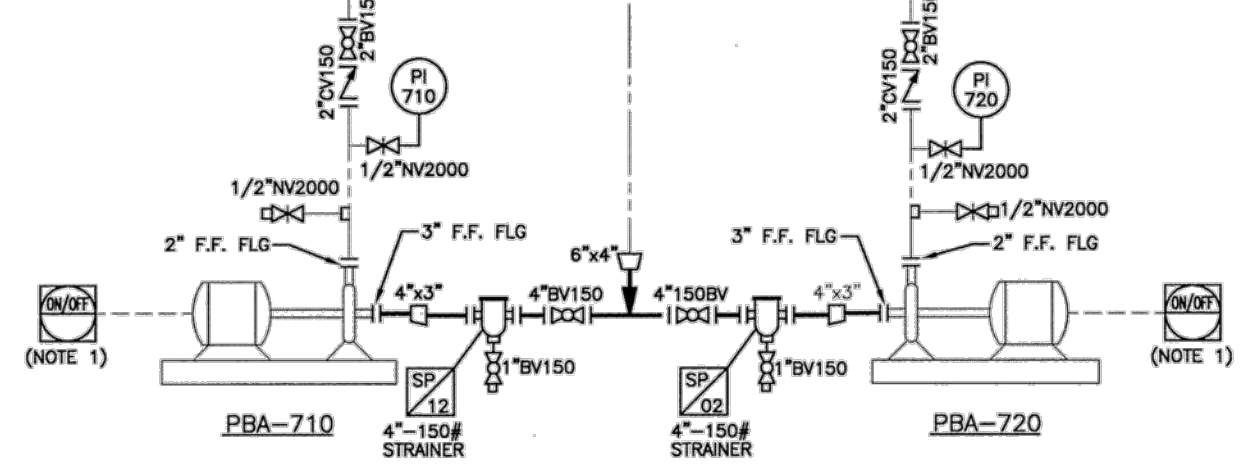 2"BV15
2"CV150
PI
710
1/2"NV2000
1/2"NV2000
2" F.F. FLG
3" F.F. FLG
2"BV150
2"CV150
PI
720
1/2"NV2000
1/2"NV2000
3" F.F. FLG
2" F.F. FLG
6"x4"
ON/OFF
(NOTE 1)
4"x3"
4"BV150
4"150BV
4"x3"
ON/OFF
(NOTE 1)
1"BV150
1"BV150
SP
12
4"-150#
STRAINER
SP
02
4"-150#
STRAINER
PBA-710
PBA-720